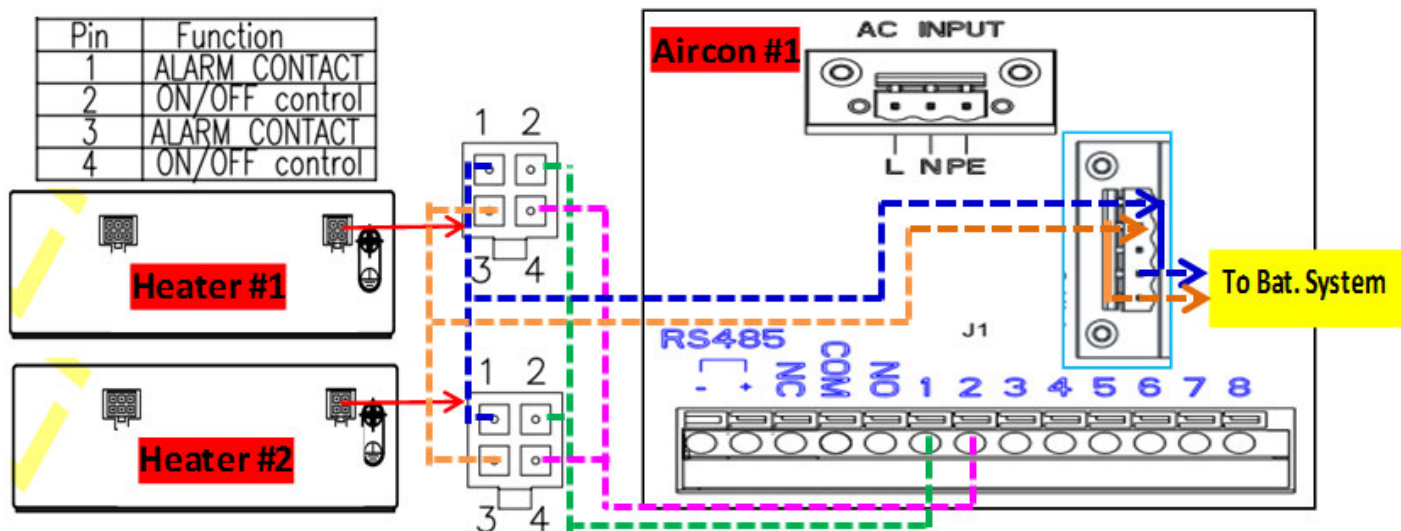 Pin Function
1 ALARM CONTACT
2 ON/OFF control
3 ALARM CONTACT
4 ON/OFF control
Heater #1
Heater #2
1 2
3 4
1 2
3 4
Aircon #1
AC INPUT
L N PE
To Bat. System
J1
RS485
- + NC COM NO 1 2 3 4 5 6 7 8